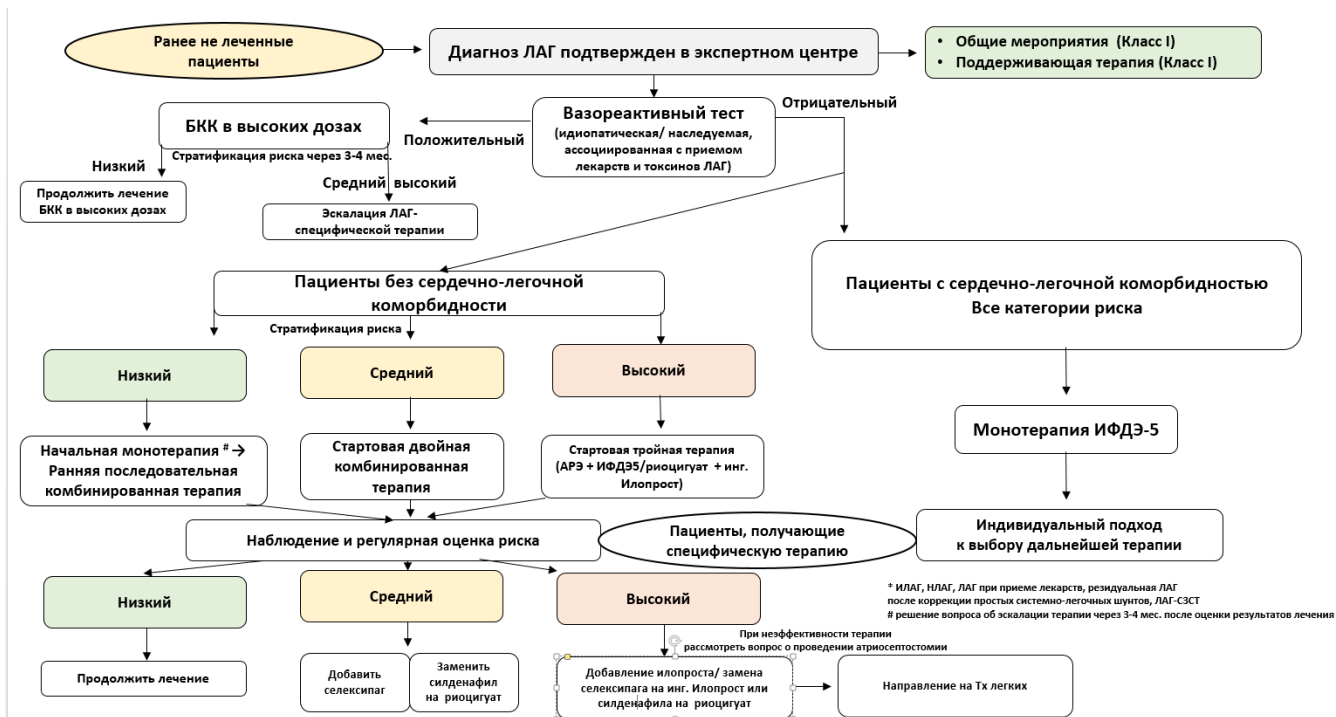 Ранее не леченные
пациенты
Диагноз ЛАГ подтвержден в экспертном центре
• Общие мероприятия (Класс I)
• Поддерживающая терапия (Класс I)
БКК в высоких дозах
Положительный
Вазореактивный тест
(идиопатическая/ наследуемая,
ассоциированная с приемом
лекарств и токсинов ЛАГ)
Отрицательный
Стратификация риска через 3-4 мес.
Низкий
Продолжить лечение
БКК в высоких дозах
Средний высокий
Эскалация ЛАГ-
специфической терапии
Пациенты без сердечно-легочной
коморбидности
Пациенты с сердечно-легочной коморбидностью
Все категории риска
Стратификация риска
Низкий
Средний
Высокий
Начальная монотерапия # →
Ранняя последовательная
комбинированная терапия
Стартовая двойная
комбинированная
терапия
Стартовая тройная терапия
(АРЭ + ИФДЭ5/риоцигуат + инг.
Илопрост)
Монотерапия ИФДЭ-5
Наблюдение и регулярная оценка риска
Пациенты, получающие
специфическую терапию
Индивидуальный подход
к выбору дальнейшей терапии
Низкий
Средний
Высокий
* ИЛАГ, НЛАГ, ЛАГ при приеме лекарств, резидуальная ЛАГ
после коррекции простых системно-легочных шунтов, ЛАГ-СЗСТ
# решение вопроса об эскалации терапии через 3-4 мес. после оценки результатов лечения
При неэффективности терапии
рассмотреть вопрос о проведении атриосептостомии
Продолжить лечение
Добавить
селексипаг
Заменить
силденафил
на риоцигуат
Добавление илопроста/ замена
селексипага на инг. Илопрост или
силденафила на риоцигуат
Направление на Тх легких